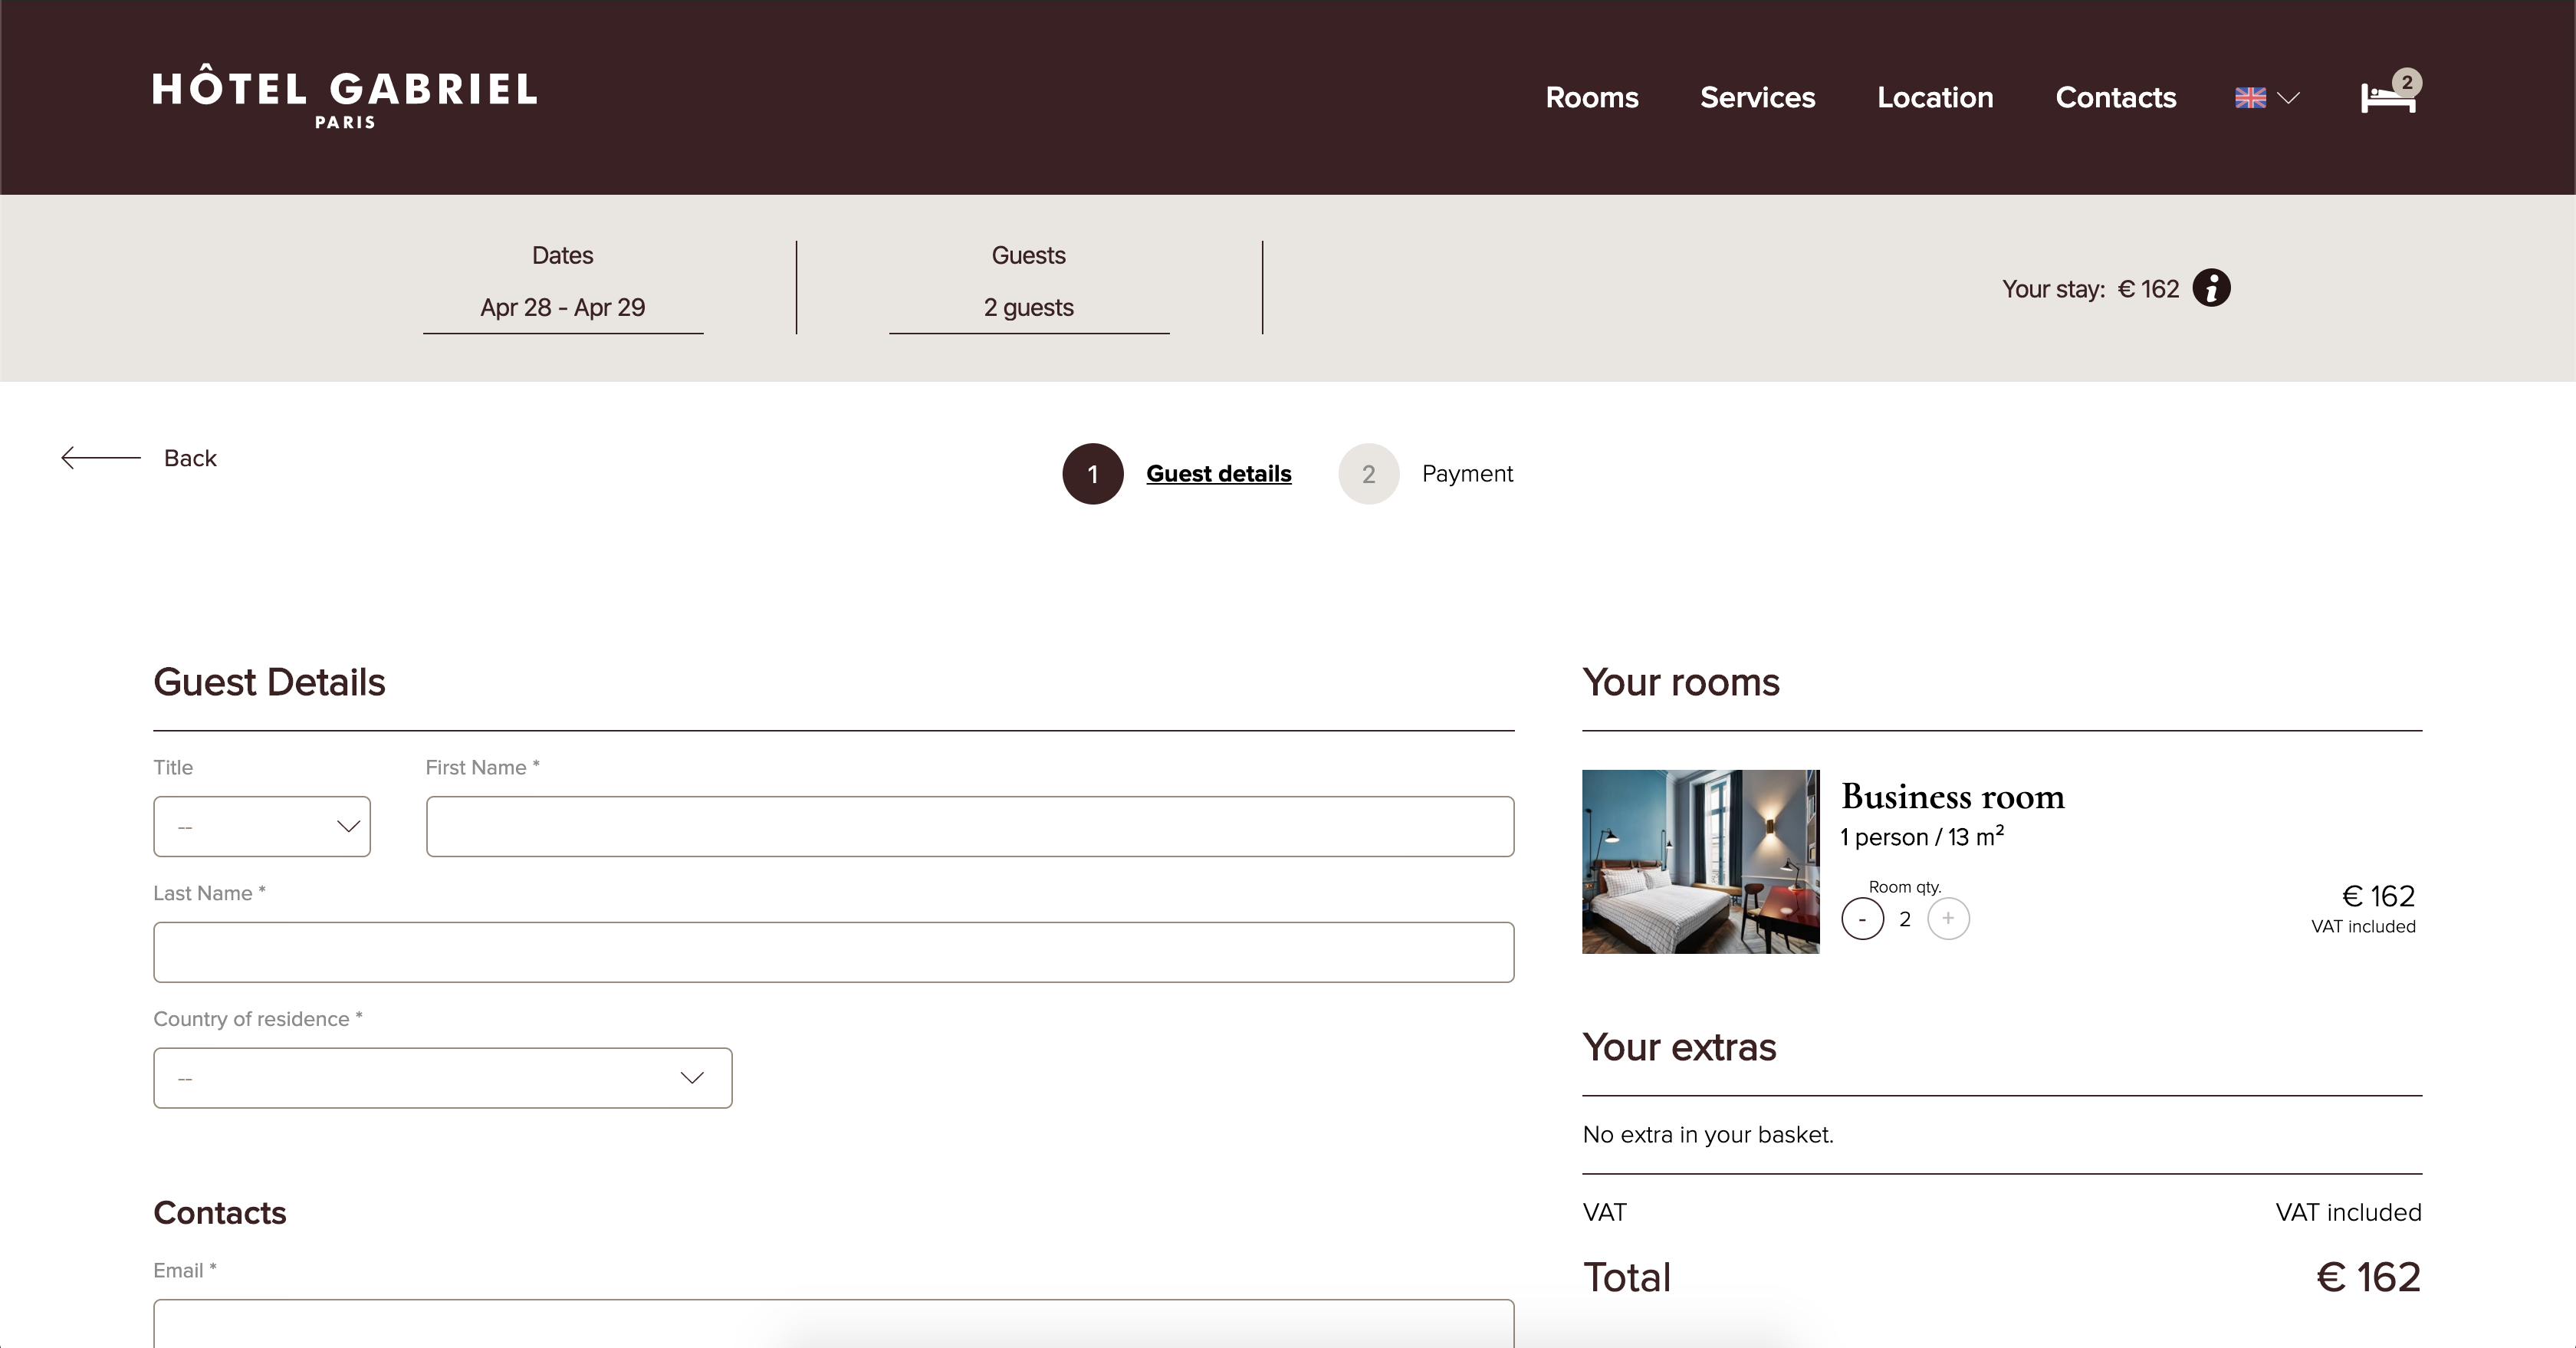 HÔTEL GABRIEL
PARIS
Rooms Services Location Contacts 2
Dates
Apr 28 - Apr 29
Guests
2 guests
Your stay: € 162 i
Back
1 Guest details 2 Payment
Guest Details
Title
--
First Name *
Last Name *
Country of residence *
--
Contacts
Email *
Your rooms
Business room
1 person / 13 m²
Room qty.
- 2 +
€ 162
VAT included
Your extras
No extra in your basket.
VAT VAT included
Total € 162